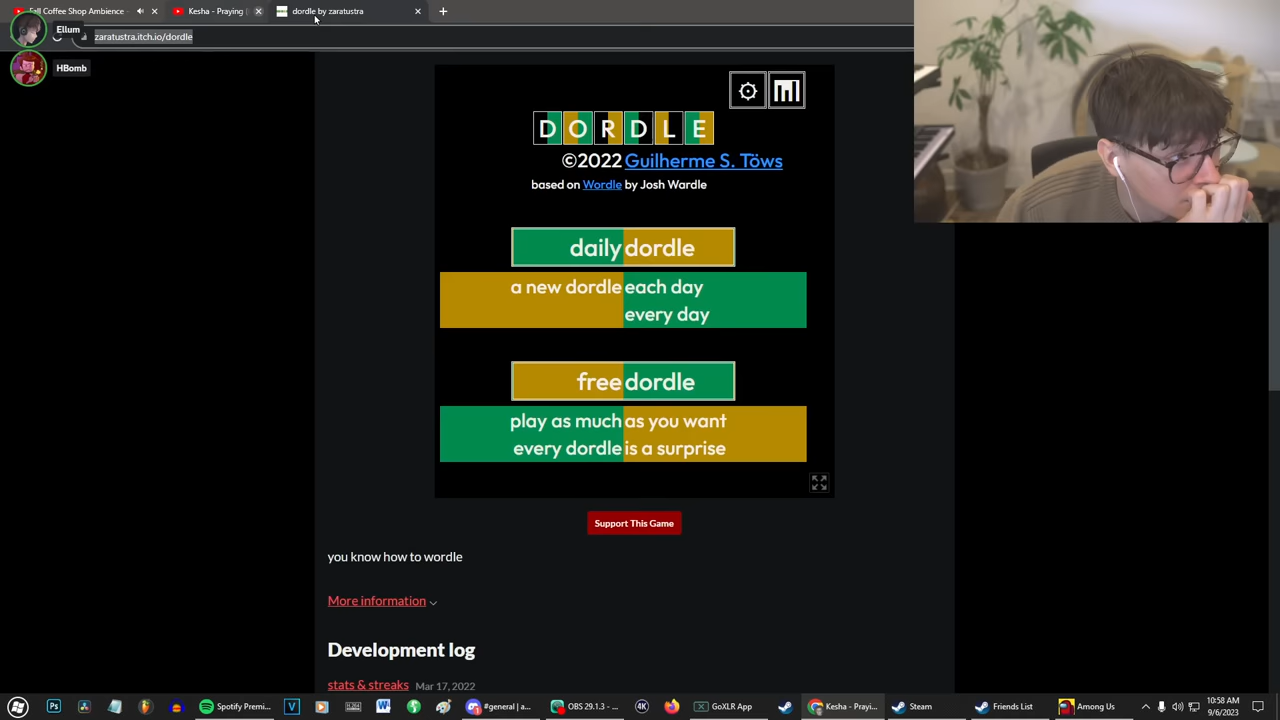 Fall Coffee Shop Ambience -
Kesha - Praying (
dordle by zaratustra
Ellum
zaratustra.itch.io/dordle
HBomb
DORDLE
©2022 Guilherme S. Töws
based on Wordle by Josh Wardle
daily dordle
a new dordle each day
every day
free dordle
play as much as you want
every dordle is a surprise
Support This Game
you know how to wordle
More information
Development log
stats & streaks Mar 17, 2022
Spotify Premi...
#general | a...
OBS 29.1.3 - ...
GoXLR App
Kesha - Prayi...
Steam
Friends List
Among Us
10:58 AM
9/6/2023